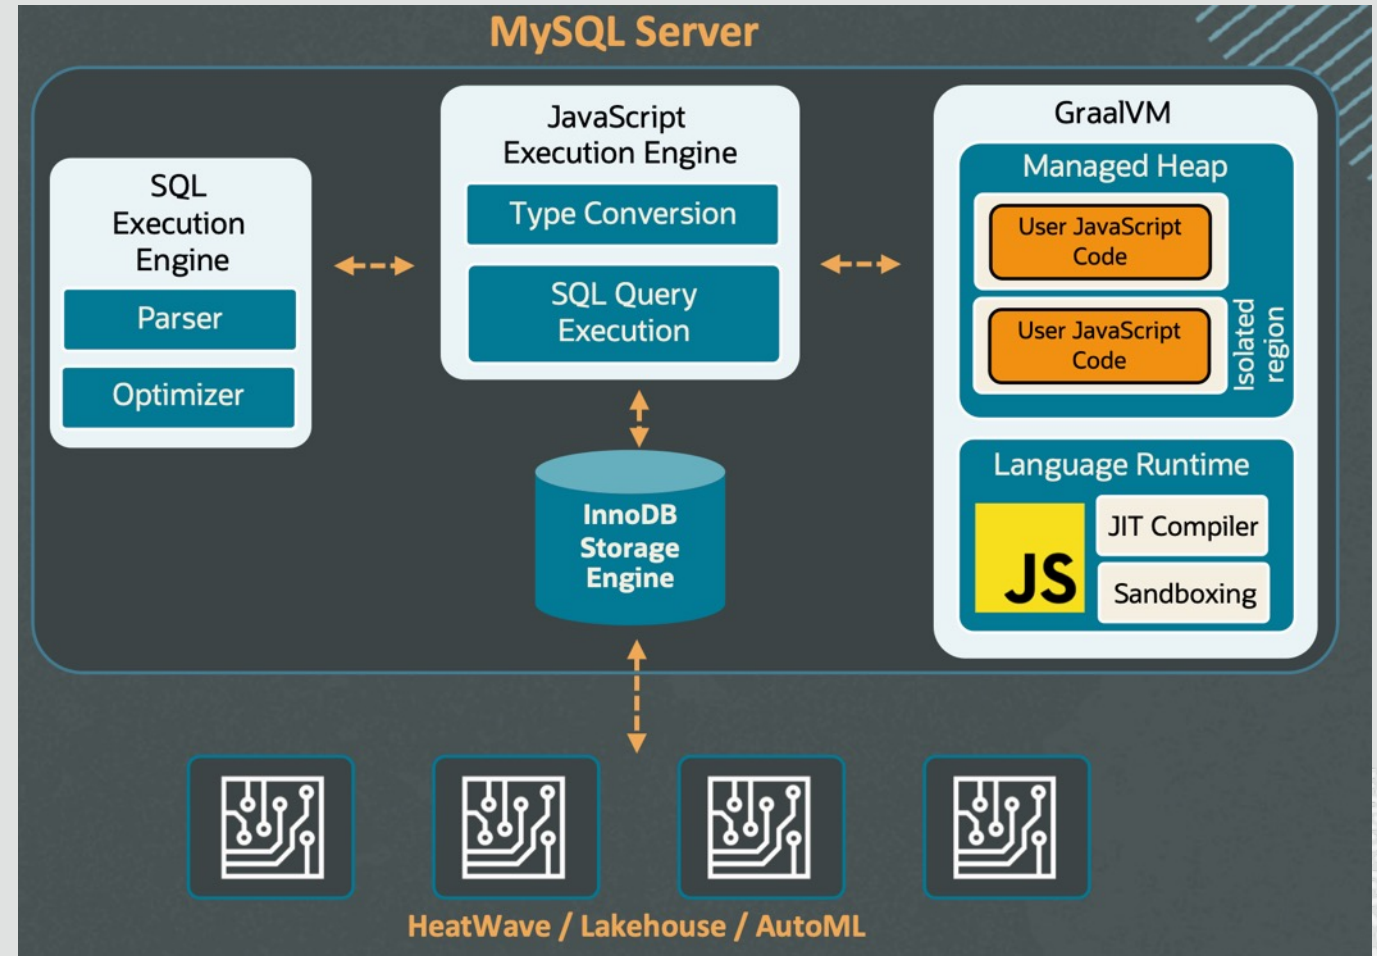 MySQL Server
SQL
Execution
Engine
Parser
Optimizer
JavaScript
Execution Engine
Type Conversion
SQL Query
Execution
InnoDB
Storage
Engine
GraalVM
Managed Heap
User JavaScript
Code
User JavaScript
Code
Isolated
region
Language Runtime
JS
JIT Compiler
Sandboxing
HeatWave / Lakehouse / AutoML